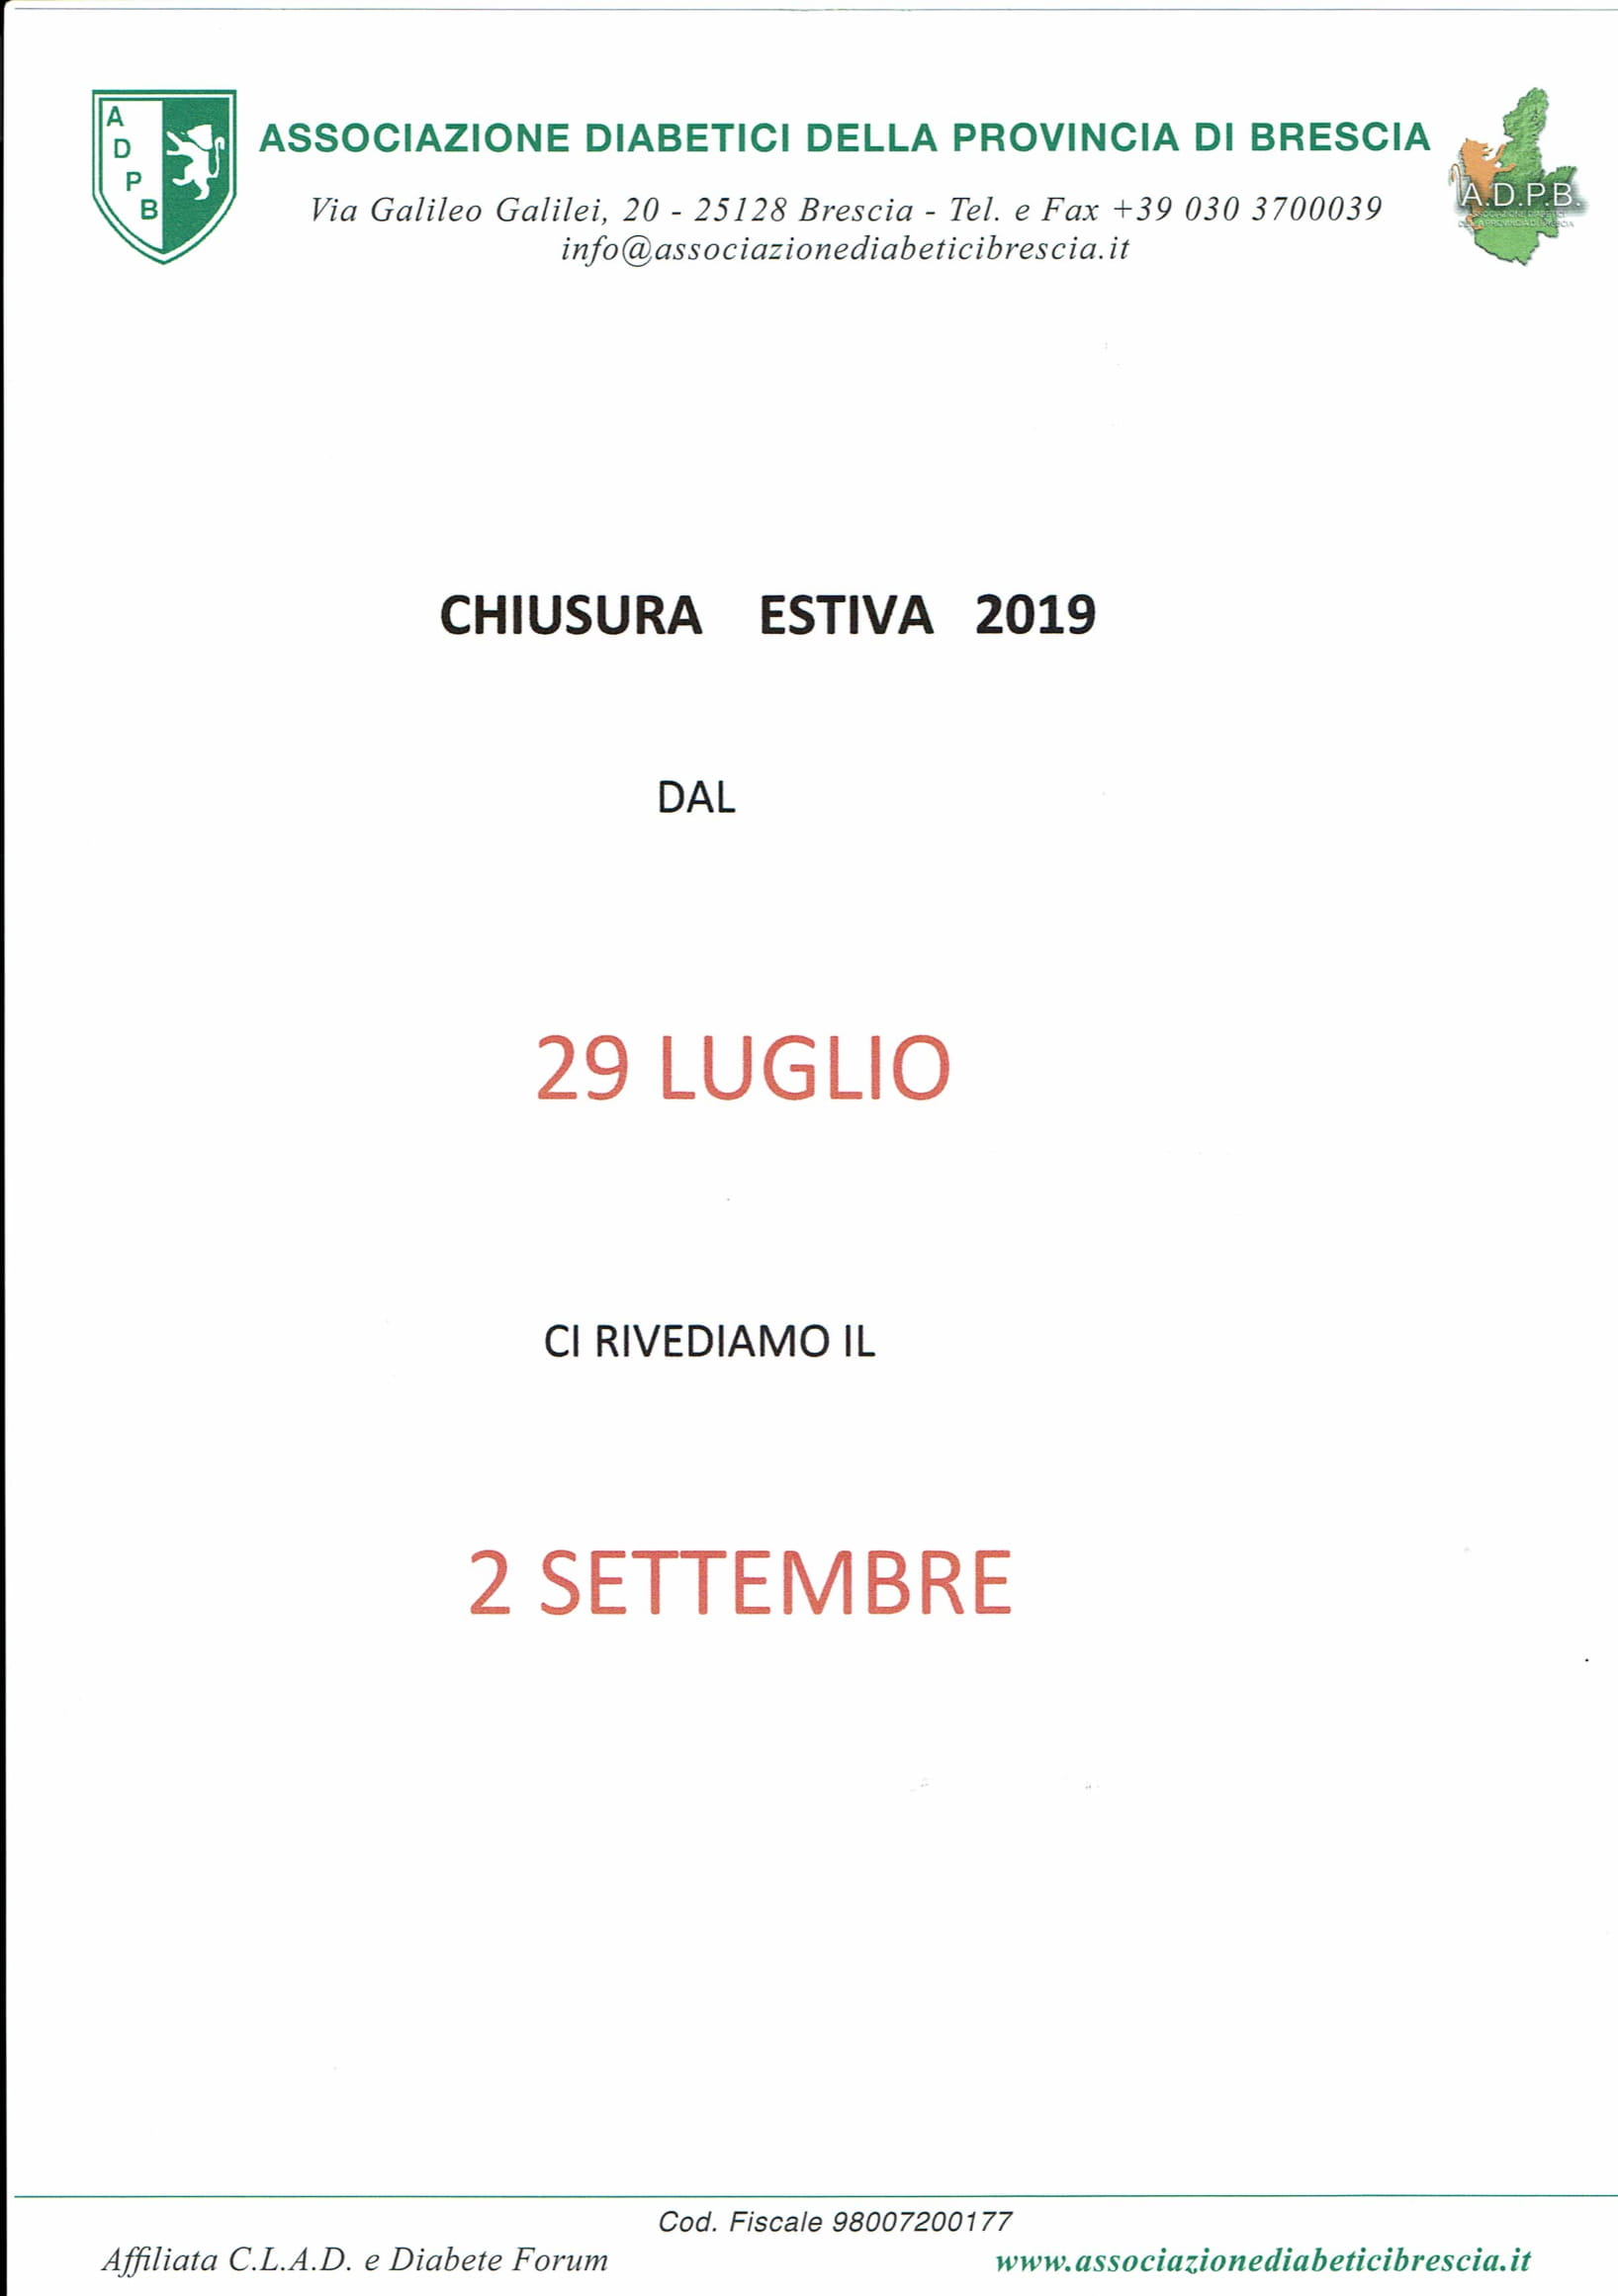 A
D
P
B
ASSOCIAZIONE DIABETICI DELLA PROVINCIA DI BRESCIA
Via Galileo Galilei, 20 - 25128 Brescia - Tel. e Fax +39 030 3700039
info@associazionediabeticibrescia.it
A.D.P.B.
CHIUSURA ESTIVA 2019
DAL
29 LUGLIO
CI RIVEDIAMO IL
2 SETTEMBRE
Cod. Fiscale 98007200177
Affiliata C.L.A.D. e Diabete Forum
www.associazionediabeticibrescia.it